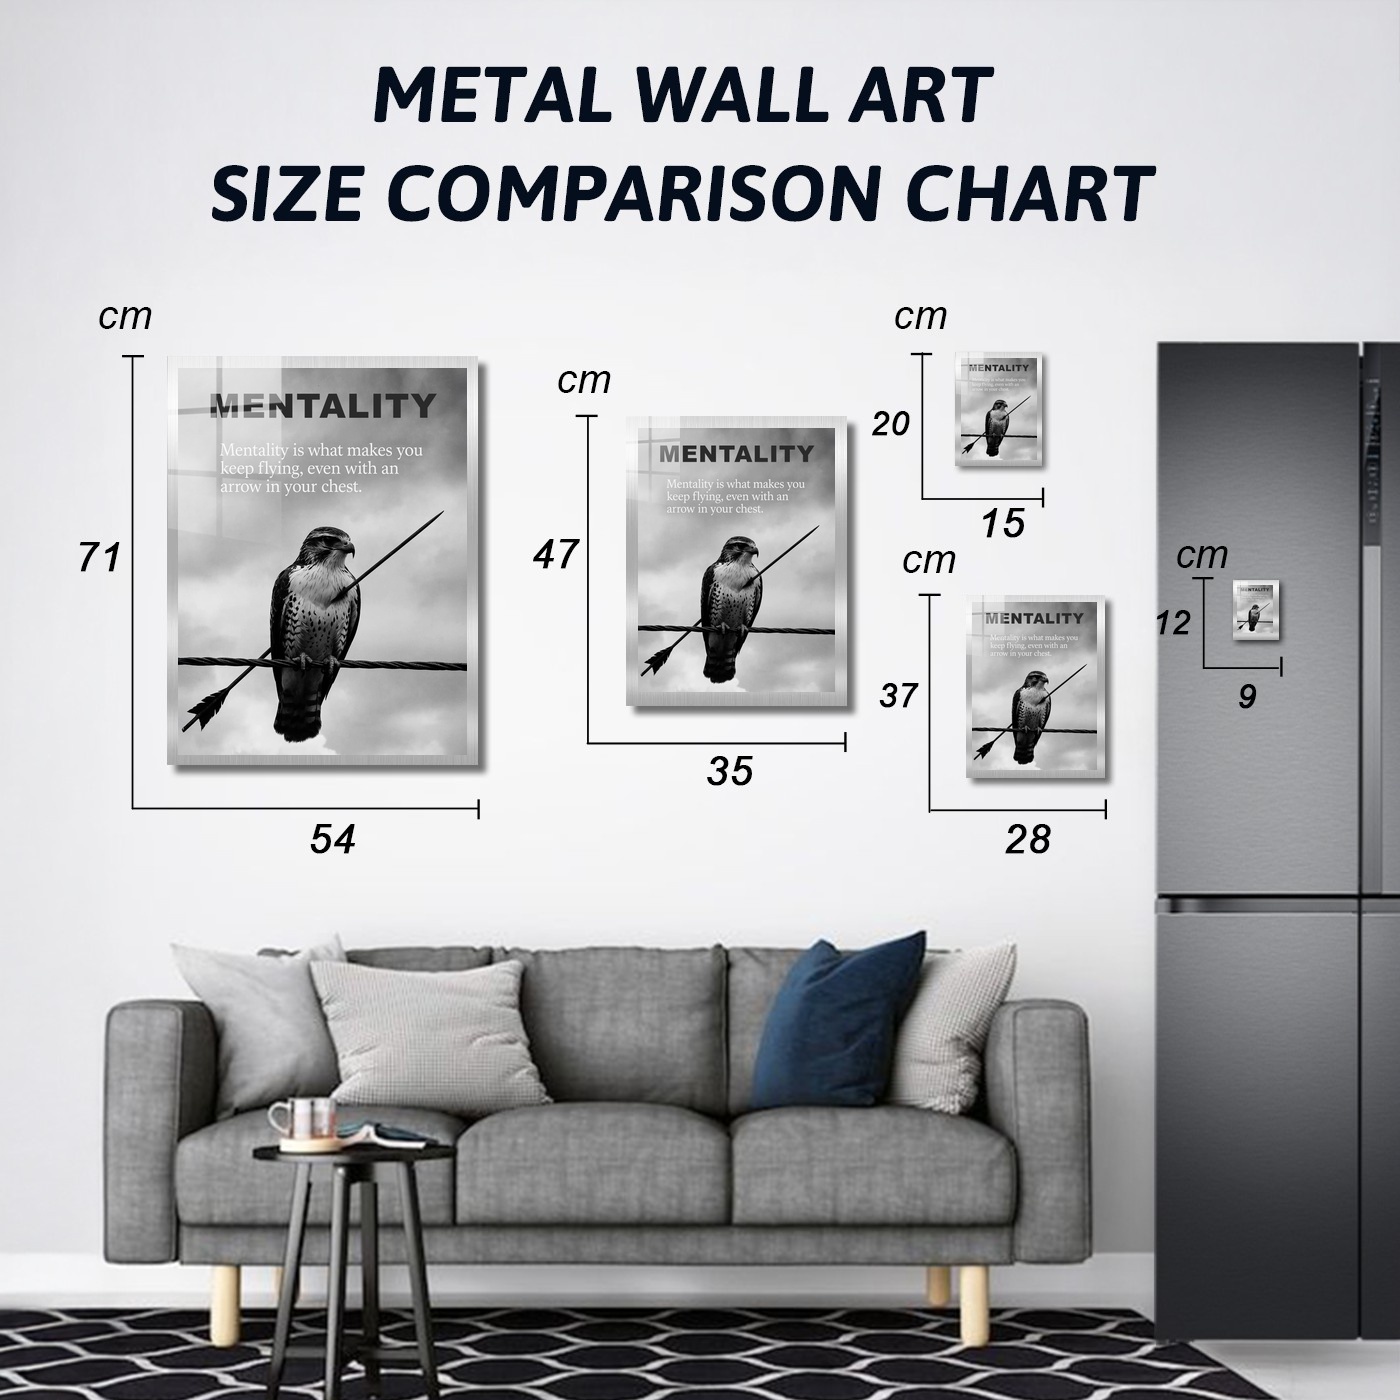 METAL WALL ART
SIZE COMPARISON CHART
cm
71
54
MENTALITY
Mentality is what makes you
keep flying, even with an
arrow in your chest.
cm
47
35
MENTALITY
Mentality is what makes you
keep flying, even with an
arrow in your chest.
cm
20
15
MENTALITY
cm
37
28
MENTALITY
Mentality is what makes you
keep flying, even with an
arrow in your chest.
cm
12
9
MENTALITY